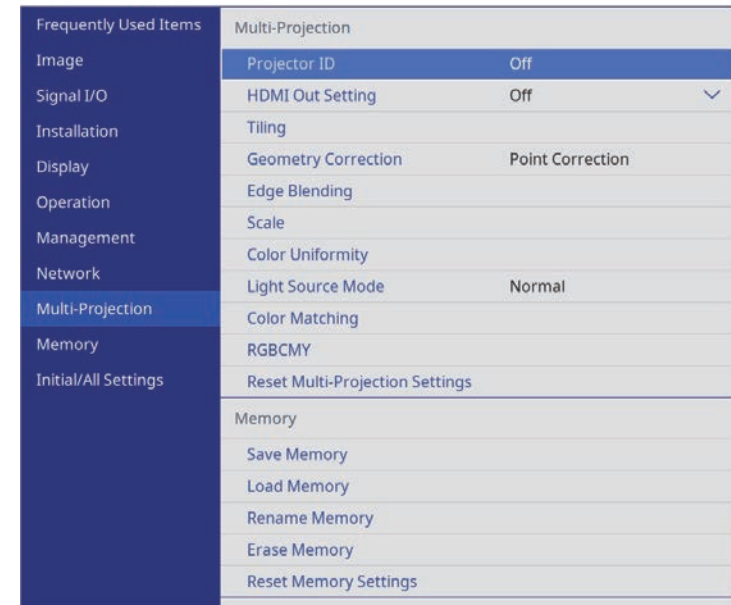 Frequently Used Items
Image
Signal I/O
Installation
Display
Operation
Management
Network
Multi-Projection
Memory
Initial/All Settings
Multi-Projection
Projector ID Off
HDMI Out Setting Off
Tiling
Geometry Correction Point Correction
Edge Blending
Scale
Color Uniformity
Light Source Mode Normal
Color Matching
RGBCMY
Reset Multi-Projection Settings
Memory
Save Memory
Load Memory
Rename Memory
Erase Memory
Reset Memory Settings